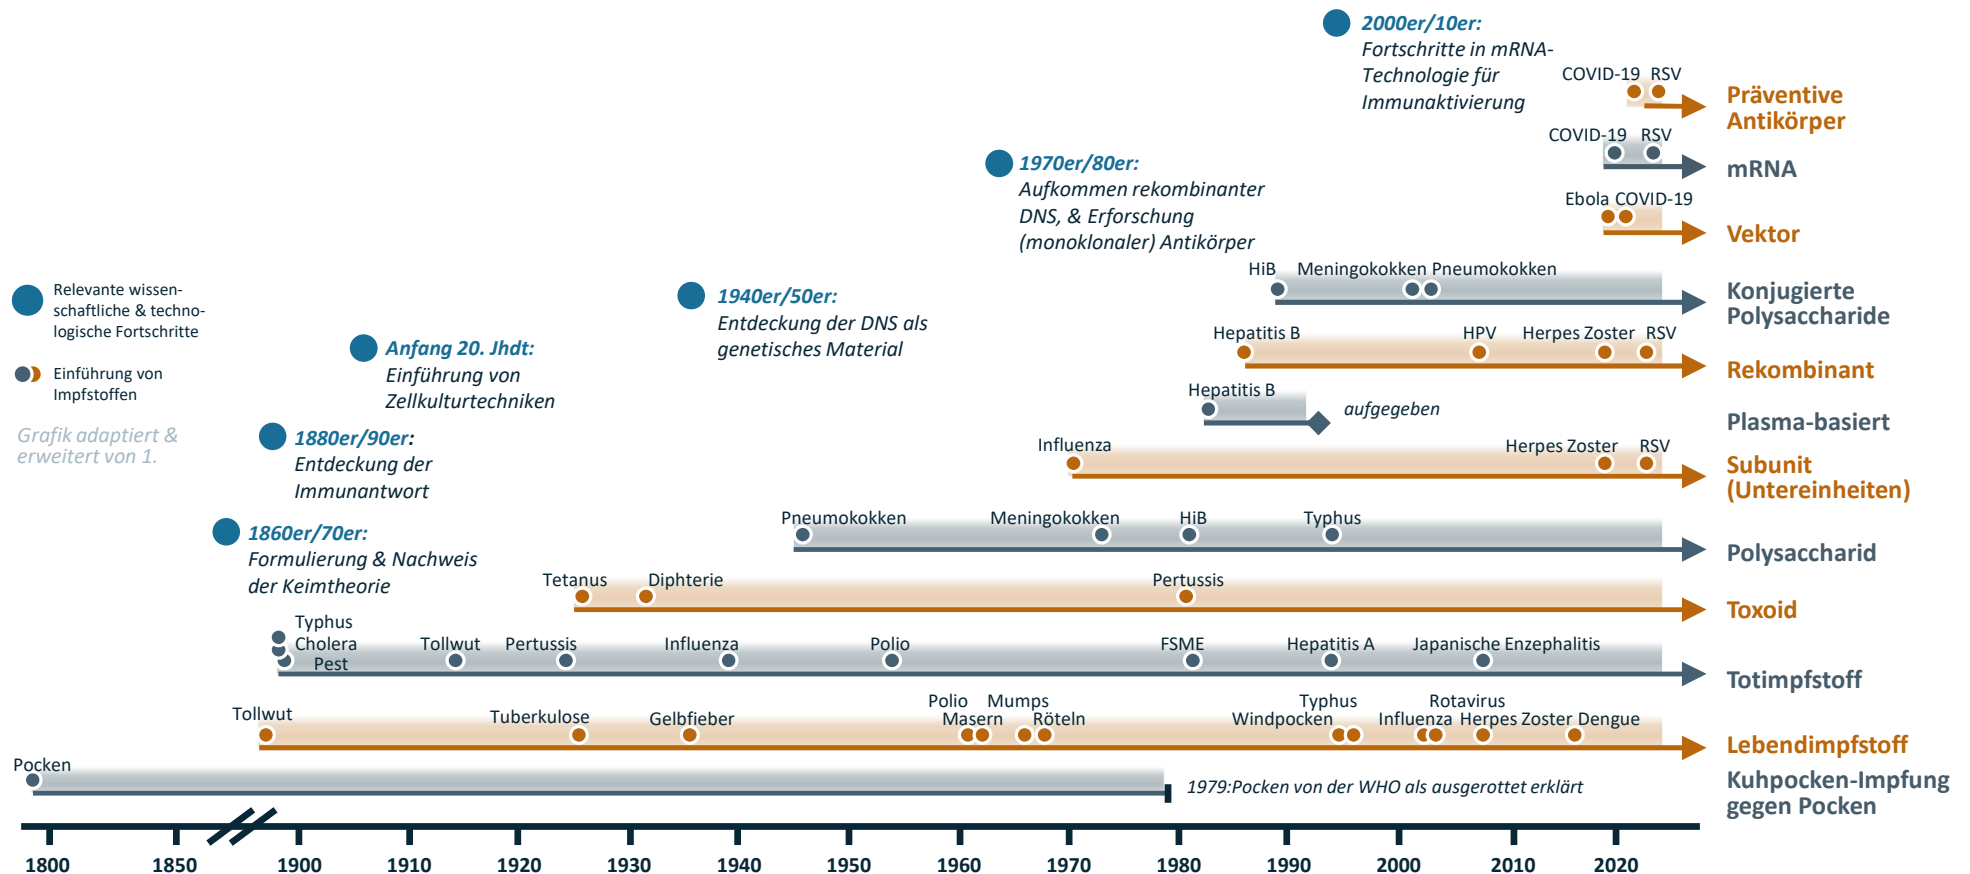 2000er/10er:
Fortschritte in mRNA-
Technologie für
Immunaktivierung
COVID-19 RSV
Präventive
Antikörper
COVID-19 RSV
mRNA
1970er/80er:
Aufkommen rekombinanter
DNS, & Erforschung
(monoklonaler) Antikörper
Ebola COVID-19
Vektor
HiB Meningokokken Pneumokokken
Konjugierte
Polysaccharide
Relevante wissen-
schaftliche & techno-
logische Fortschritte
Einführung von
Impfstoffen
Grafik adaptiert &
erweitert von 1.
1940er/50er:
Entdeckung der DNS als
genetisches Material
Hepatitis B HPV Herpes Zoster RSV
Rekombinant
Anfang 20. Jhdt:
Einführung von
Zellkulturtechniken
Hepatitis B
aufgegeben
Plasma-basiert
1880er/90er:
Entdeckung der
Immunantwort
Influenza Herpes Zoster RSV
Subunit
(Untereinheiten)
1860er/70er:
Formulierung & Nachweis
der Keimtheorie
Pneumokokken Meningokokken HiB Typhus
Polysaccharid
Tetanus Diphterie Pertussis
Toxoid
Typhus
Cholera
Pest
Tollwut Pertussis Influenza Polio FSME Hepatitis A Japanische Enzephalitis
Totimpfstoff
Polio Mumps Typhus Rotavirus
Tollwut Tuberkulose Gelbfieber Masern Röteln Windpocken Influenza Herpes Zoster Dengue
Lebendimpfstoff
Pocken
1979:Pocken von der WHO als ausgerottet erklärt
Kuhpocken-Impfung
gegen Pocken
1800 1850 1900 1910 1920 1930 1940 1950 1960 1970 1980 1990 2000 2010 2020